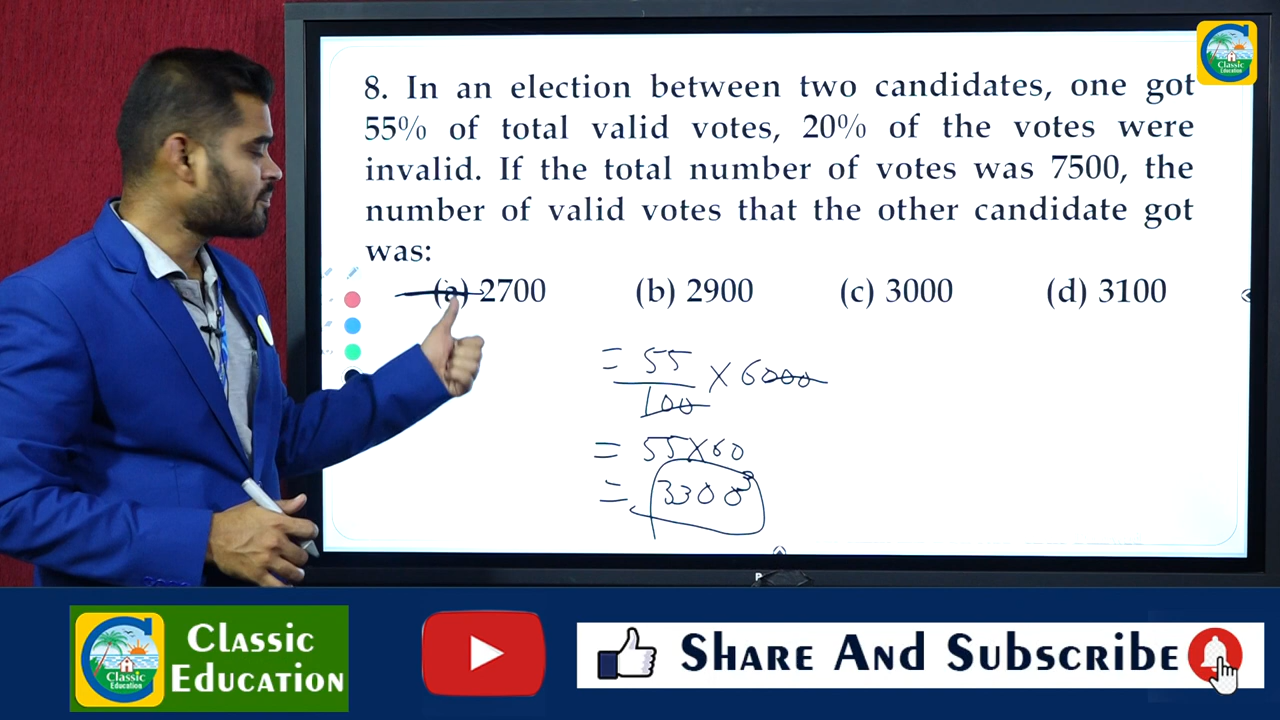 Classic
Education
8. In an election between two candidates, one got
55% of total valid votes, 20% of the votes were
invalid. If the total number of votes was 7500, the
number of valid votes that the other candidate got
was:
(a) 2700 (b) 2900 (c) 3000 (d) 3100
= 55/100 × 6000
= 55×60
= 3300
Classic
Education
Classic
Education
Share And Subscribe